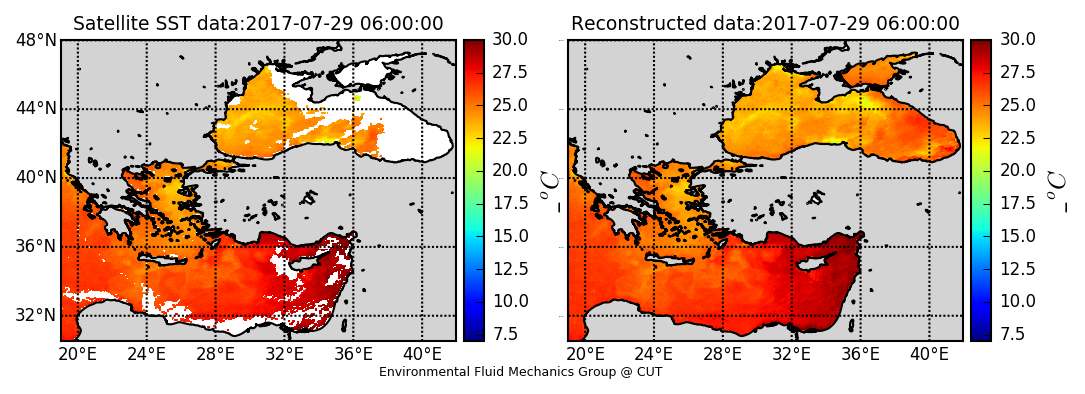 Satellite SST data:2017-07-29 06:00:00
Reconstructed data:2017-07-29 06:00:00
48°N
44°N
40°N
36°N
32°N
20°E 24°E 28°E 32°E 36°E 40°E
30.0
27.5
25.0
22.5
20.0
17.5
15.0
12.5
10.0
7.5
_°C
20°E 24°E 28°E 32°E 36°E 40°E
30.0
27.5
25.0
22.5
20.0
17.5
15.0
12.5
10.0
7.5
_°C
Environmental Fluid Mechanics Group @ CUT